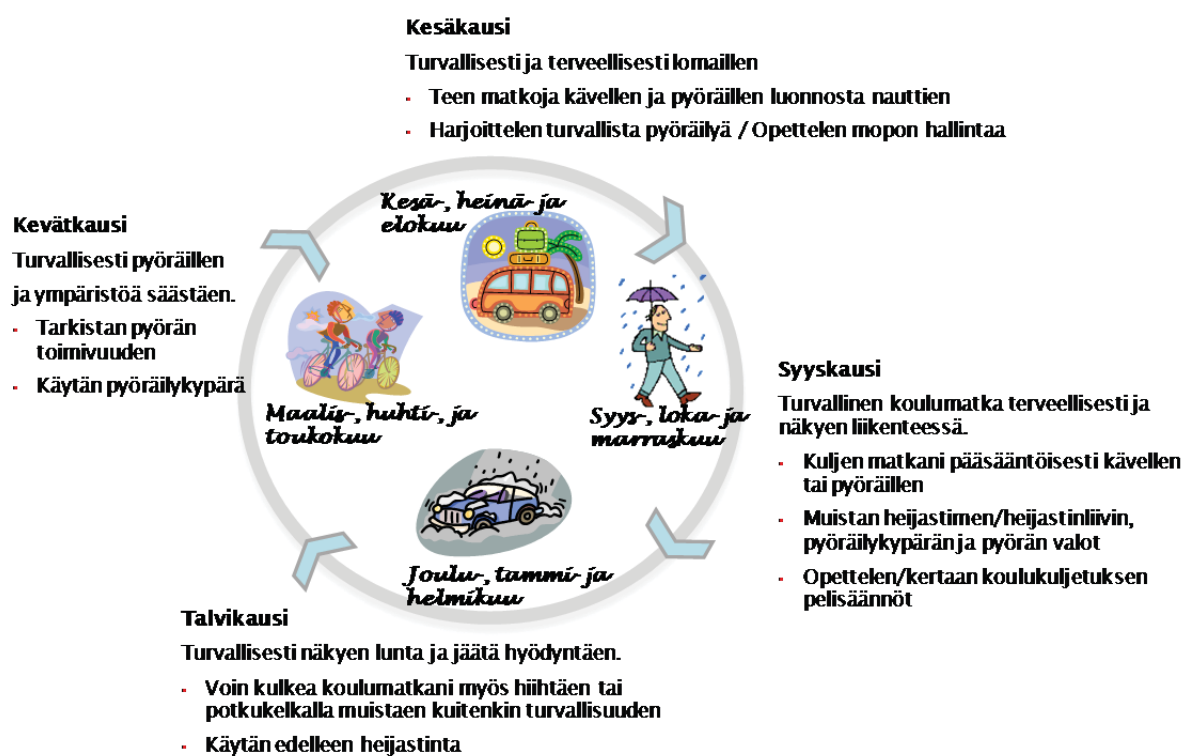 Kesäkausi
Turvallisesti ja terveellisesti lomaillen
- Teen matkoja kävellen ja pyöräillen luonnosta nauttien
- Harjoittelen turvallista pyöräilyä / Opettelen mopon hallintaa
Kesä-, heinä- ja
elokuu
Kevätkausi
Turvallisesti pyöräillen
ja ympäristöä säästäen.
- Tarkistan pyörän
toimivuuden
- Käytän pyöräilykypärä
Maalis-, huhti-, ja
toukokuu
Syys-, loka- ja
marraskuu
Syyskausi
Turvallinen koulumatka terveellisesti ja
näkyen liikenteessä.
- Kuljen matkani pääsääntöisesti kävellen
tai pyöräillen
- Muistan heijastimen/heijastinliivin,
pyöräilykypärän ja pyörän valot
- Opettelen/kertaan koulukuljetuksen
pelisäännöt
Joulu-, tammi- ja
helmikuu
Talvikausi
Turvallisesti näkyen lunta ja jäätä hyödyntäen.
- Voin kulkea koulumatkani myös hiihtäen tai
potkukelkalla muistaen kuitenkin turvallisuuden
- Käytän edelleen heijastinta